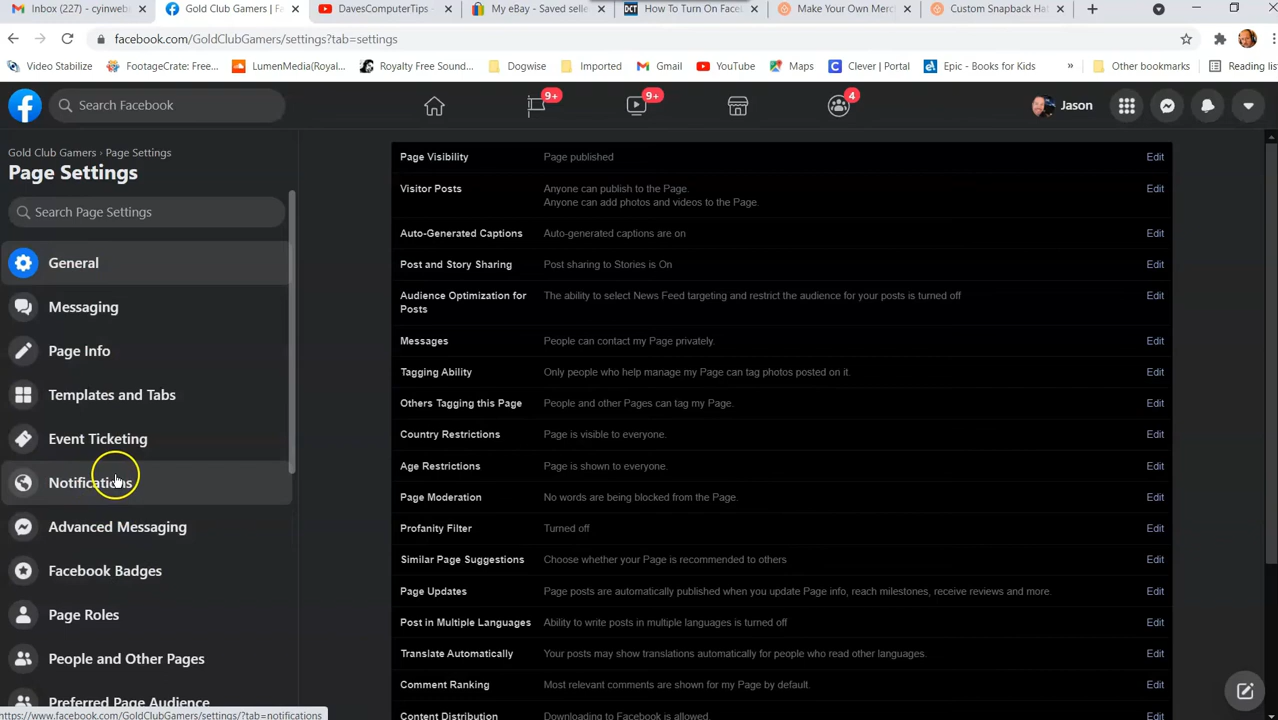 Inbox (227) - cyinweb
Gold Club Gamers | Fa
DavesComputerTips -
My eBay - Saved selle
DCT
How To Turn On Face
Make Your Own Merc
Custom Snapback Hat
facebook.com/GoldClubGamers/settings?tab=settings
Video Stabilize
FootageCrate: Free...
LumenMedia(Royal...
Royalty Free Sound...
Dogwise
Imported
Gmail
YouTube
Maps
Clever | Portal
Epic - Books for Kids
»
Other bookmarks
Reading list
Search Facebook
9+
9+
4
Jason
Gold Club Gamers › Page Settings
Page Settings
Search Page Settings
General
Messaging
Page Info
Templates and Tabs
Event Ticketing
Notifications
Advanced Messaging
Facebook Badges
Page Roles
People and Other Pages
Preferred Page Audience
https://www.facebook.com/GoldClubGamers/settings/?tab=notifications
Page Visibility Page published Edit
Visitor Posts Anyone can publish to the Page. Edit
Anyone can add photos and videos to the Page.
Auto-Generated Captions Auto-generated captions are on Edit
Post and Story Sharing Post sharing to Stories is On Edit
Audience Optimization for The ability to select News Feed targeting and restrict the audience for your posts is turned off Edit
Posts
Messages People can contact my Page privately. Edit
Tagging Ability Only people who help manage my Page can tag photos posted on it. Edit
Others Tagging this Page People and other Pages can tag my Page. Edit
Country Restrictions Page is visible to everyone. Edit
Age Restrictions Page is shown to everyone. Edit
Page Moderation No words are being blocked from the Page. Edit
Profanity Filter Turned off Edit
Similar Page Suggestions Choose whether your Page is recommended to others Edit
Page Updates Page posts are automatically published when you update Page info, reach milestones, receive reviews and more. Edit
Post in Multiple Languages Ability to write posts in multiple languages is turned off Edit
Translate Automatically Your posts may show translations automatically for people who read other languages. Edit
Comment Ranking Most relevant comments are shown for my Page by default. Edit
Content Distribution Downloading to Facebook is allowed. Edit